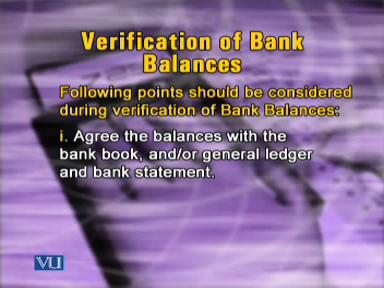 Verification of Bank
Balances
Following points should be considered
during verification of Bank Balances:
i. Agree the balances with the
bank book, and/or general ledger
and bank statement.
VU